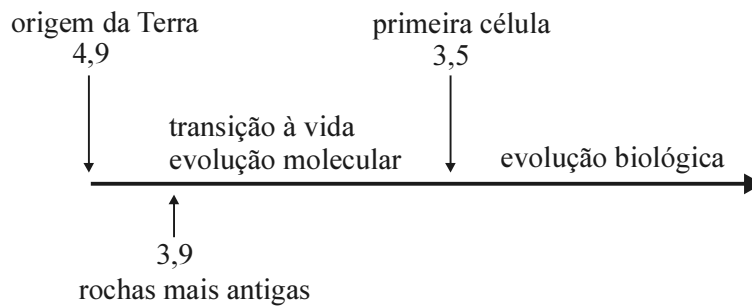 origem da Terra
4,9
primeira célula
3,5
transição à vida
evolução molecular
evolução biológica
3,9
rochas mais antigas